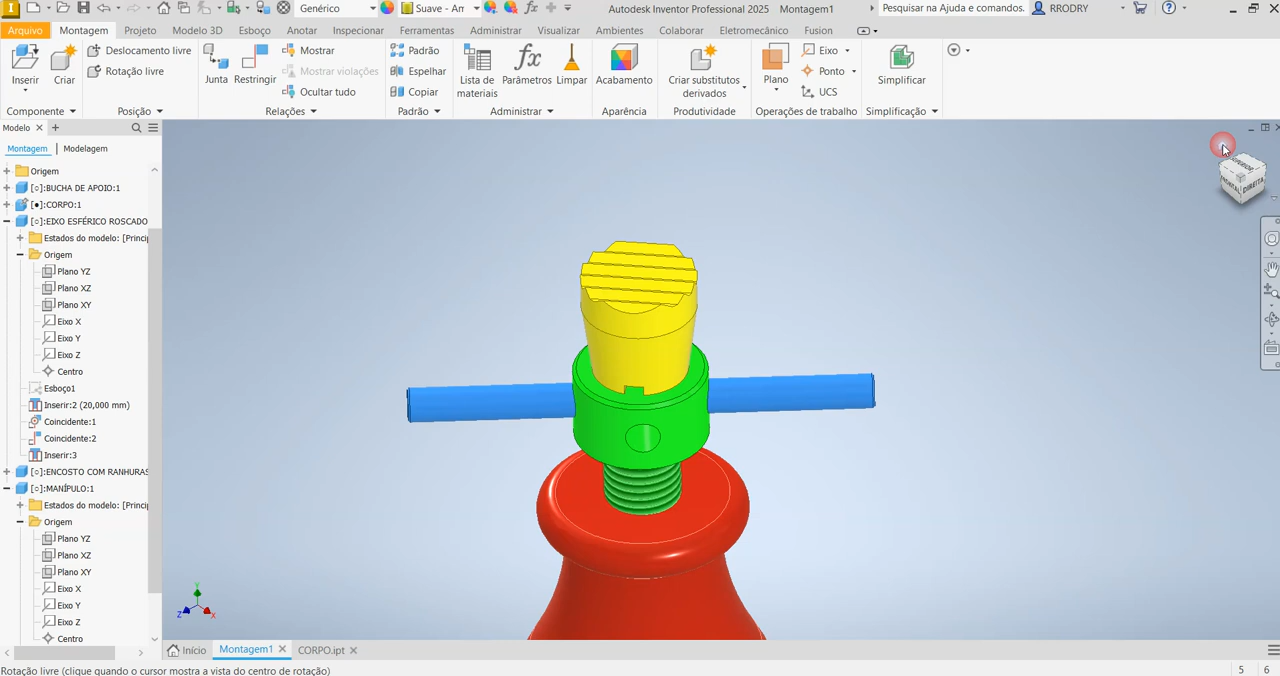 Genérico
Suave - Arr
Autodesk Inventor Professional 2025 Montagem1
Pesquisar na Ajuda e comandos.
RRODRY
Arquivo Montagem Projeto Modelo 3D Esboço Anotar Inspecionar Ferramentas Administrar Visualizar Ambientes Colaborar Eletromecânico Fusion
Inserir
Criar
Deslocamento livre
Rotação livre
Junta
Restringir
Mostrar
Mostrar violações
Ocultar tudo
Padrão
Espelhar
Copiar
Lista de
materiais
Parâmetros
Limpar
Acabamento
Criar substitutos
derivados
Plano
Eixo
Ponto
UCS
Simplificar
Componente Posição Relações Padrão Administrar Aparência Produtividade Operações de trabalho Simplificação
Modelo
Montagem Modelagem
Origem
[○]:BUCHA DE APOIO:1
[●]:CORPO:1
[○]:EIXO ESFÉRICO ROSCADO
Estados do modelo: [Princip
Origem
Plano YZ
Plano XZ
Plano XY
Eixo X
Eixo Y
Eixo Z
Centro
Esboço1
Inserir:2 (20,000 mm)
Coincidente:1
Coincidente:2
Inserir:3
[○]:ENCOSTO COM RANHURAS
[○]:MANÍPULO:1
Estados do modelo: [Princip
Origem
Plano YZ
Plano XZ
Plano XY
Eixo X
Eixo Y
Eixo Z
Centro
DIREITA
Y
Z
X
Início Montagem1 CORPO.ipt
Rotação livre (clique quando o cursor mostra a vista do centro de rotação)
5 6